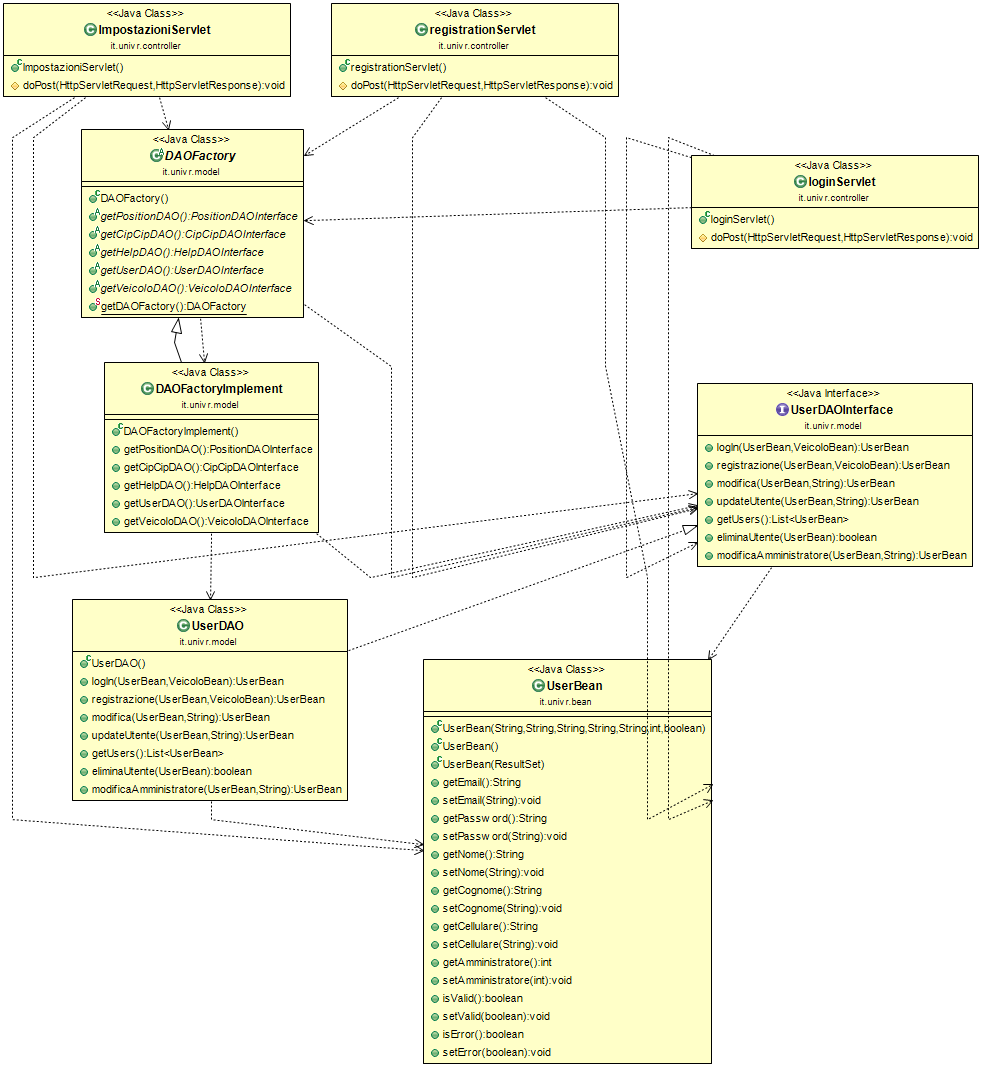 <<Java Class>>
ImpostazioniServlet
it.univr.controller
ImpostazioniServlet()
doPost(HttpServletRequest,HttpServletResponse):void
<<Java Class>>
registrationServlet
it.univr.controller
registrationServlet()
doPost(HttpServletRequest,HttpServletResponse):void
<<Java Class>>
DAOFactory
it.univr.model
DAOFactory()
getPositionDAO():PositionDAOInterface
getCipCipDAO():CipCipDAOInterface
getHelpDAO():HelpDAOInterface
getUserDAO():UserDAOInterface
getVeicoloDAO():VeicoloDAOInterface
getDAOFactory():DAOFactory
<<Java Class>>
loginServlet
it.univr.controller
loginServlet()
doPost(HttpServletRequest,HttpServletResponse):void
<<Java Class>>
DAOFactoryImplement
it.univr.model
DAOFactoryImplement()
getPositionDAO():PositionDAOInterface
getCipCipDAO():CipCipDAOInterface
getHelpDAO():HelpDAOInterface
getUserDAO():UserDAOInterface
getVeicoloDAO():VeicoloDAOInterface
<<Java Interface>>
UserDAOInterface
it.univr.model
logIn(UserBean,VeicoloBean):UserBean
registrazione(UserBean,VeicoloBean):UserBean
modifica(UserBean,String):UserBean
updateUtente(UserBean,String):UserBean
getUsers():List<UserBean>
eliminaUtente(UserBean):boolean
modificaAmministratore(UserBean,String):UserBean
<<Java Class>>
UserDAO
it.univr.model
UserDAO()
logIn(UserBean,VeicoloBean):UserBean
registrazione(UserBean,VeicoloBean):UserBean
modifica(UserBean,String):UserBean
updateUtente(UserBean,String):UserBean
getUsers():List<UserBean>
eliminaUtente(UserBean):boolean
modificaAmministratore(UserBean,String):UserBean
<<Java Class>>
UserBean
it.univr.bean
UserBean(String,String,String,String,String,int,boolean)
UserBean()
UserBean(ResultSet)
getEmail():String
setEmail(String):void
getPassword():String
setPassword(String):void
getNome():String
setNome(String):void
getCognome():String
setCognome(String):void
getCellulare():String
setCellulare(String):void
getAmministratore():int
setAmministratore(int):void
isValid():boolean
setValid(boolean):void
isError():boolean
setError(boolean):void